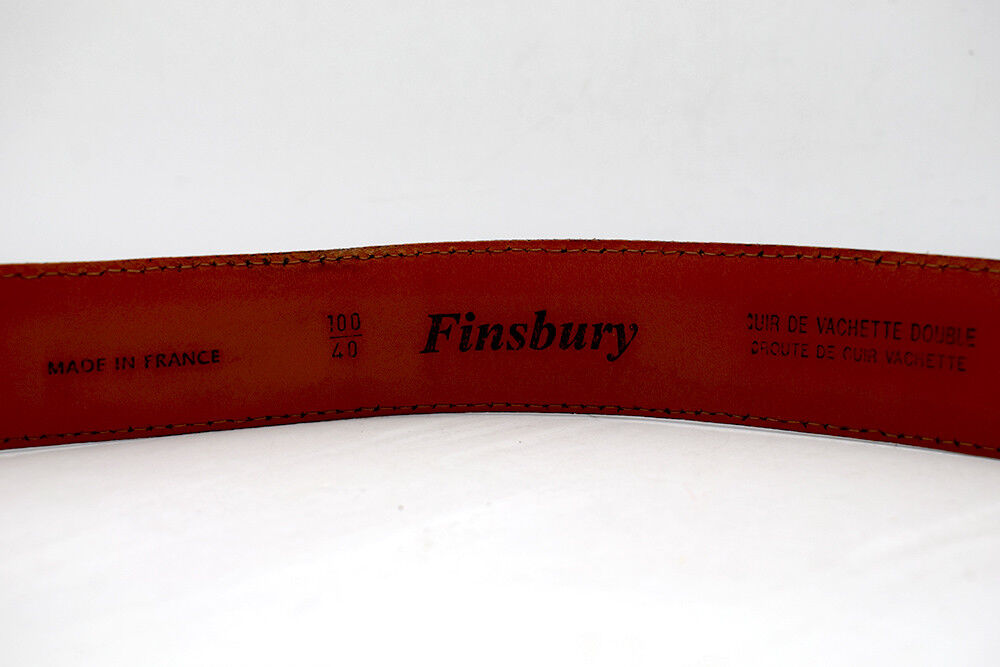 MADE IN FRANCE
100
40
Finsbury
CUIR DE VACHETTE DOUBLE
CROUTE DE CUIR VACHETTE